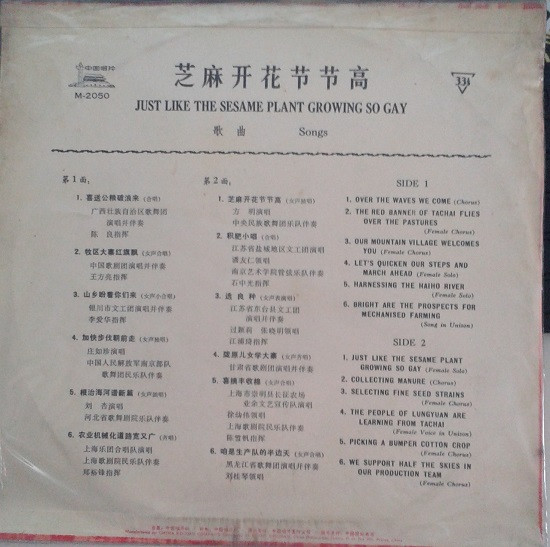 中国唱片
M-2050
芝麻开花节节高
33⅓
JUST LIKE THE SESAME PLANT GROWING SO GAY
歌曲 Songs
第1面:
1. 喜送公粮破浪来 (合唱)
广西壮族自治区歌舞团
演唱并伴奏
陈良指挥
2. 牧区大寨红旗飘 (女声合唱)
中国歌剧团演唱并伴奏
王方亮指挥
3. 山乡盼着你们来 (女声小合唱)
银川市文工团演唱并伴奏
李爱华指挥
4. 加快步伐朝前走 (女声独唱)
庄如珍演唱
中国人民解放军南京部队
歌舞团民乐队伴奏
5. 根治海河谱新篇 (女声独唱)
刘杏演唱
河北省歌舞剧院乐队伴奏
6. 农业机械化道路宽又广 (齐唱)
上海乐团合唱队演唱
上海歌剧院民乐队伴奏
郑裕锋指挥
第2面:
1. 芝麻开花节节高 (女声独唱)
方明演唱
中央民族歌舞团乐队伴奏
2. 积肥小唱 (女声合唱)
江苏省盐城地区文工团演唱
谯友仁领唱
南京艺术学院管弦乐队伴奏
石中光指挥
3. 选良种 (女声表演唱)
江苏省东台县文工团
演唱并伴奏
过新莉 张晓明领唱
江浦琦指挥
4. 陇原儿女学大寨 (女声齐唱)
甘肃省歌剧团演唱并伴奏
5. 喜摘丰收棉 (女声合唱)
上海市崇明县长征农场
业余文艺宣传队演唱
徐幼伟领唱
上海歌剧院民乐队伴奏
陈雪帆指挥
6. 咱是生产队的半边天 (女声合唱)
黑龙江省歌舞团演唱并伴奏
刘桂琴领唱
SIDE 1
1. OVER THE WAVES WE COME (Chorus)
2. THE RED BANNER OF TACHAI FLIES
OVER THE PASTURES
(Female Chorus)
3. OUR MOUNTAIN VILLAGE WELCOMES
YOU (Female Chorus)
4. LET'S QUICKEN OUR STEPS AND
MARCH AHEAD (Female Solo)
5. HARNESSING THE HAIHO RIVER
(Female Solo)
6. BRIGHT ARE THE PROSPECTS FOR
MECHANISED FARMING
(Song in Unison)
SIDE 2
1. JUST LIKE THE SESAME PLANT
GROWING SO GAY (Female Solo)
2. COLLECTING MANURE (Female Chorus)
3. SELECTING FINE SEED STRAINS
(Female Chorus)
4. THE PEOPLE OF LUNGYUAN ARE
LEARNING FROM TACHAI
(Female Voice in Unison)
5. PICKING A BUMPER COTTON CROP
(Female Chorus)
6. WE SUPPORT HALF THE SKIES IN
OUR PRODUCTION TEAM
(Female Chorus)